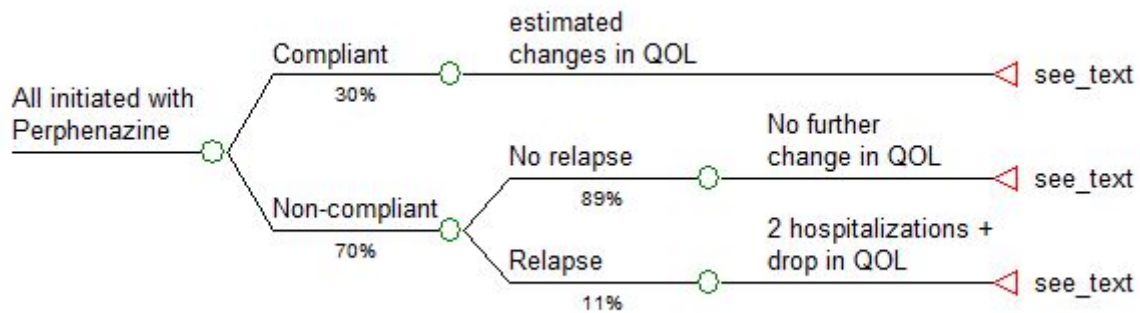 All initiated with
Perphenazine
Compliant
30%
estimated
changes in QOL
see_text
Non-compliant
70%
No relapse
89%
No further
change in QOL
see_text
Relapse
11%
2 hospitalizations +
drop in QOL
see_text